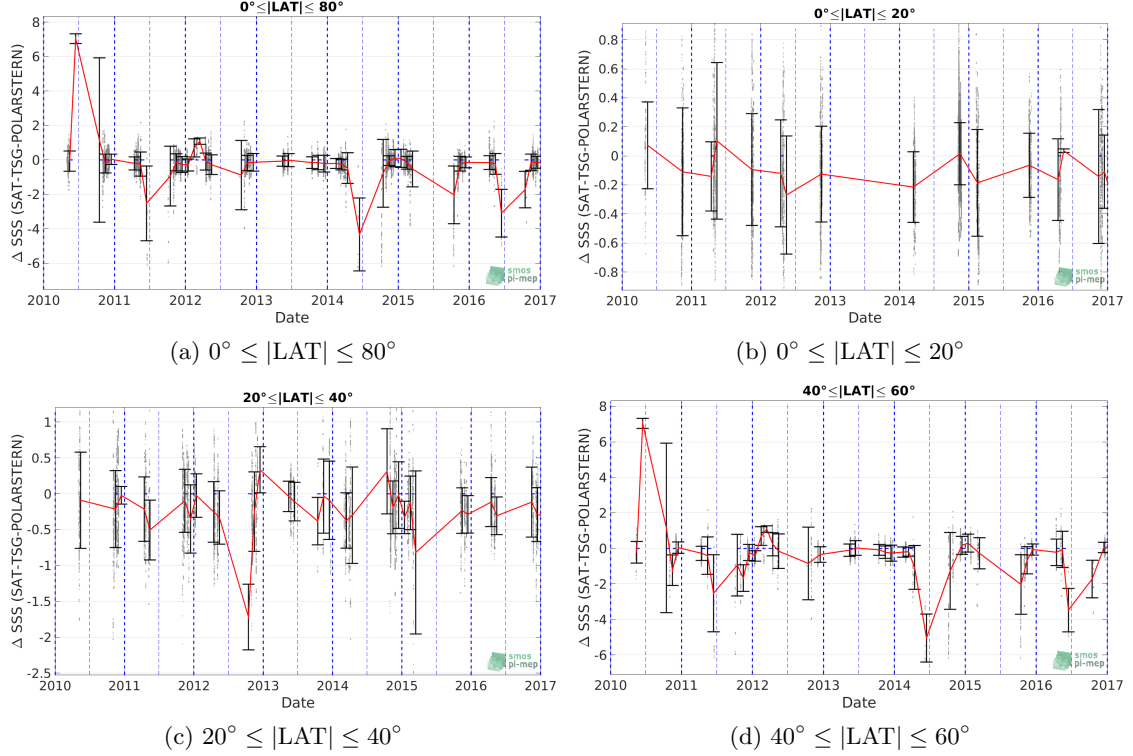 0°≤|LAT|≤ 80°
Δ SSS (SAT-TSG-POLARSTERN)
8
6
4
2
0
-2
-4
-6
2010 2011 2012 2013 2014 2015 2016 2017
Date
smos
pi-mep
(a) 0° ≤ |LAT| ≤ 80°
0°≤|LAT|≤ 20°
Δ SSS (SAT-TSG-POLARSTERN)
0.8
0.6
0.4
0.2
0
-0.2
-0.4
-0.6
-0.8
2010 2011 2012 2013 2014 2015 2016 2017
Date
smos
pi-mep
(b) 0° ≤ |LAT| ≤ 20°
20°≤|LAT|≤ 40°
Δ SSS (SAT-TSG-POLARSTERN)
1
0.5
0
-0.5
-1
-1.5
-2
-2.5
2010 2011 2012 2013 2014 2015 2016 2017
Date
smos
pi-mep
(c) 20° ≤ |LAT| ≤ 40°
40°≤|LAT|≤ 60°
Δ SSS (SAT-TSG-POLARSTERN)
8
6
4
2
0
-2
-4
-6
2010 2011 2012 2013 2014 2015 2016 2017
Date
smos
pi-mep
(d) 40° ≤ |LAT| ≤ 60°